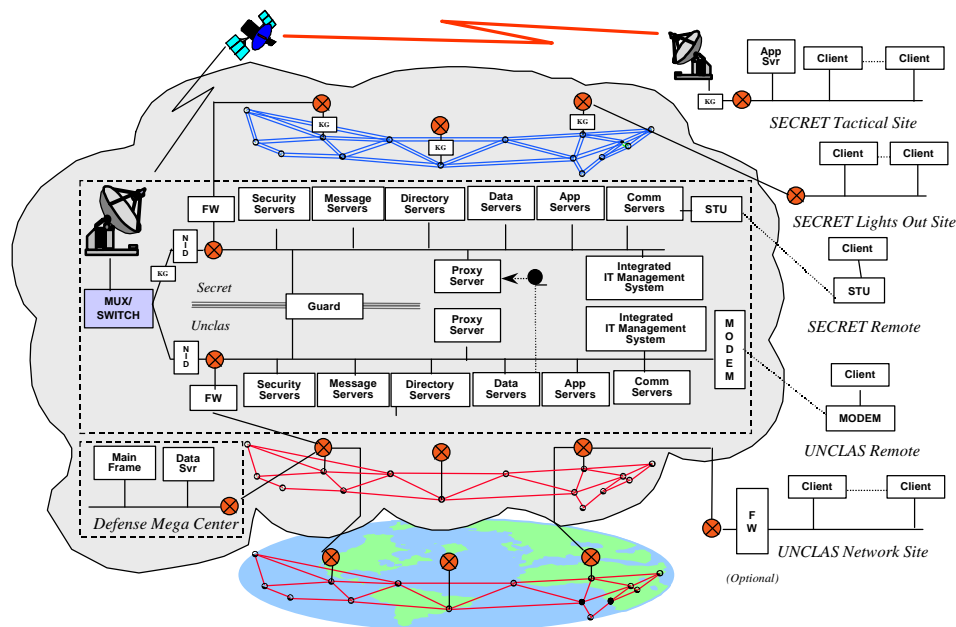 App
Svr
Client
Client
KG
SECRET Tactical Site
KG
KG
KG
Client
Client
SECRET Lights Out Site
FW
Security
Servers
Message
Servers
Directory
Servers
Data
Servers
App
Servers
Comm
Servers
STU
N
I
D
KG
MUX/
SWITCH
Secret
Unclas
Guard
Proxy
Server
Integrated
IT Management
System
Proxy
Server
Integrated
IT Management
System
M
O
D
E
M
Client
STU
SECRET Remote
N
I
D
FW
Security
Servers
Message
Servers
Directory
Servers
Data
Servers
App
Servers
Comm
Servers
Client
MODEM
UNCLAS Remote
Main
Frame
Data
Svr
Defense Mega Center
F
W
Client
Client
UNCLAS Network Site
(Optional)